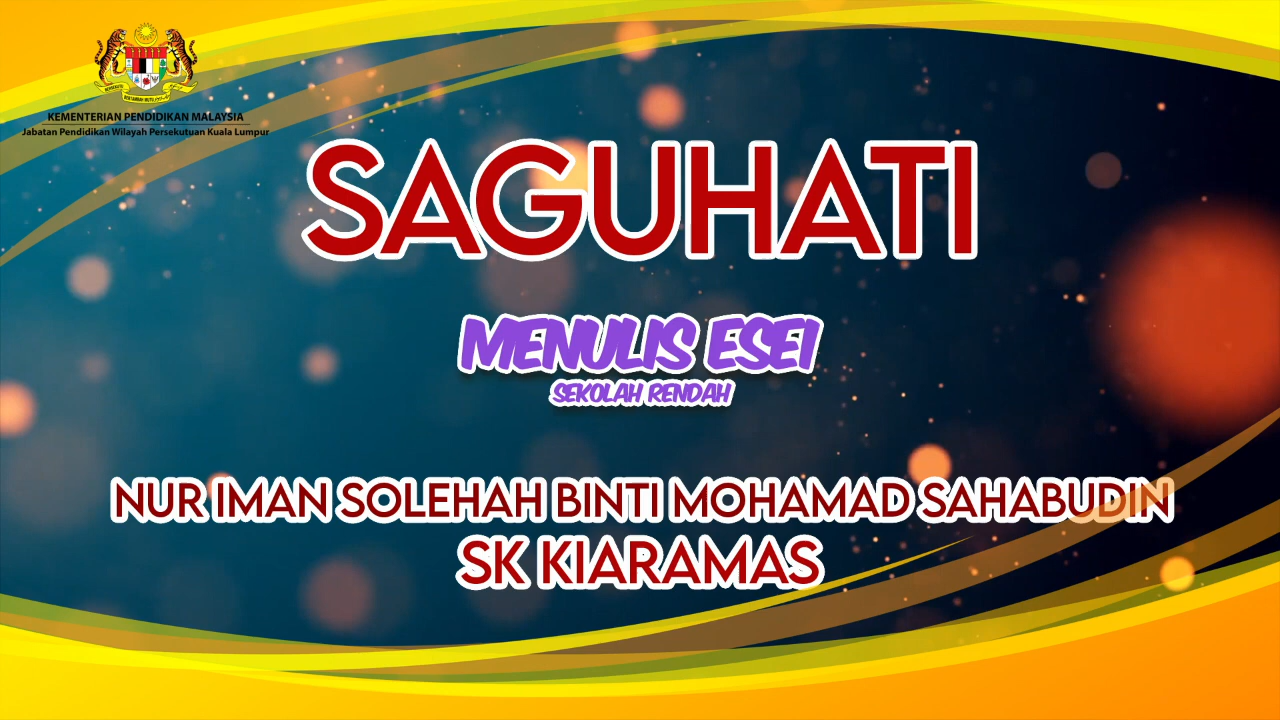 KEMENTERIAN PENDIDIKAN MALAYSIA
Jabatan Pendidikan Wilayah Persekutuan Kuala Lumpur
SAGUHATI
MENULIS ESEI
SEKOLAH RENDAH
NUR IMAN SOLEHAH BINTI MOHAMAD SAHABUDIN
SK KIARAMAS